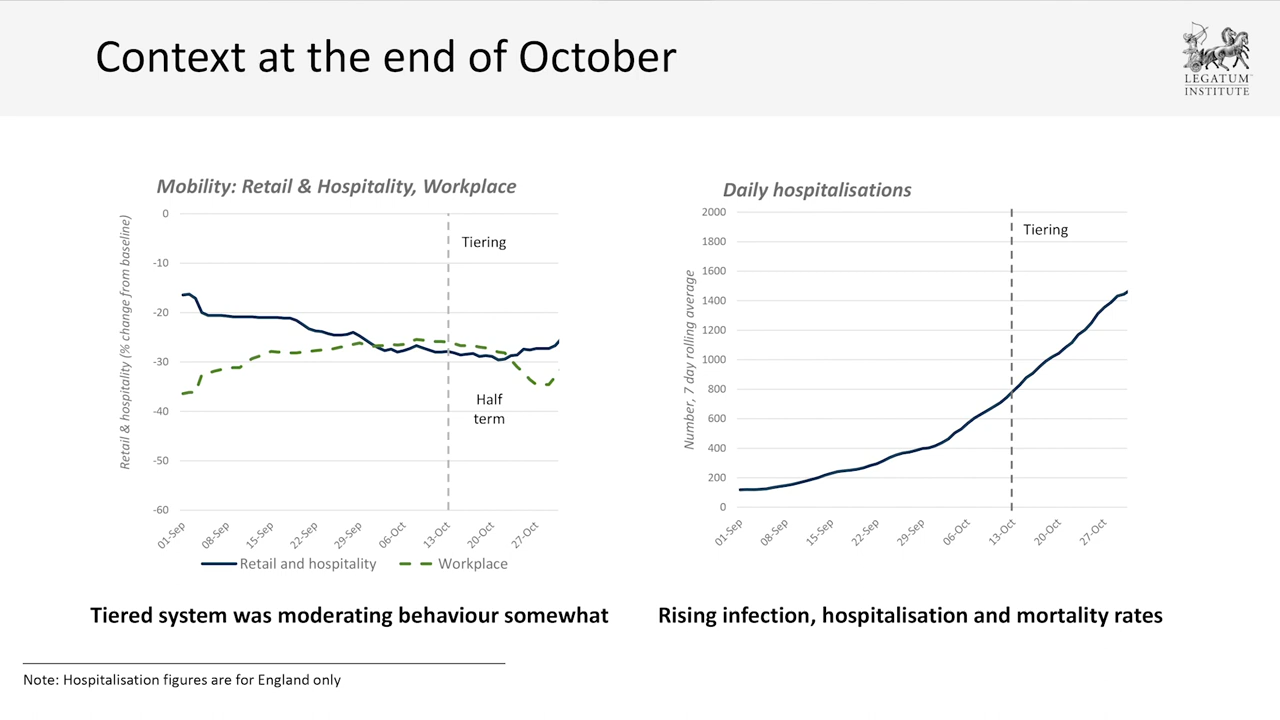 Context at the end of October
LEGATUM
INSTITUTE
Mobility: Retail & Hospitality, Workplace
Retail & hospitality (% change from baseline)
0
-10
-20
-30
-40
-50
-60
Tiering
Half
term
01-Sep
08-Sep
15-Sep
22-Sep
29-Sep
06-Oct
13-Oct
20-Oct
27-Oct
Retail and hospitality
Workplace
Daily hospitalisations
Number, 7 day rolling average
2000
1800
1600
1400
1200
1000
800
600
400
200
0
Tiering
01-Sep
08-Sep
15-Sep
22-Sep
29-Sep
06-Oct
13-Oct
20-Oct
27-Oct
Tiered system was moderating behaviour somewhat
Rising infection, hospitalisation and mortality rates
Note: Hospitalisation figures are for England only